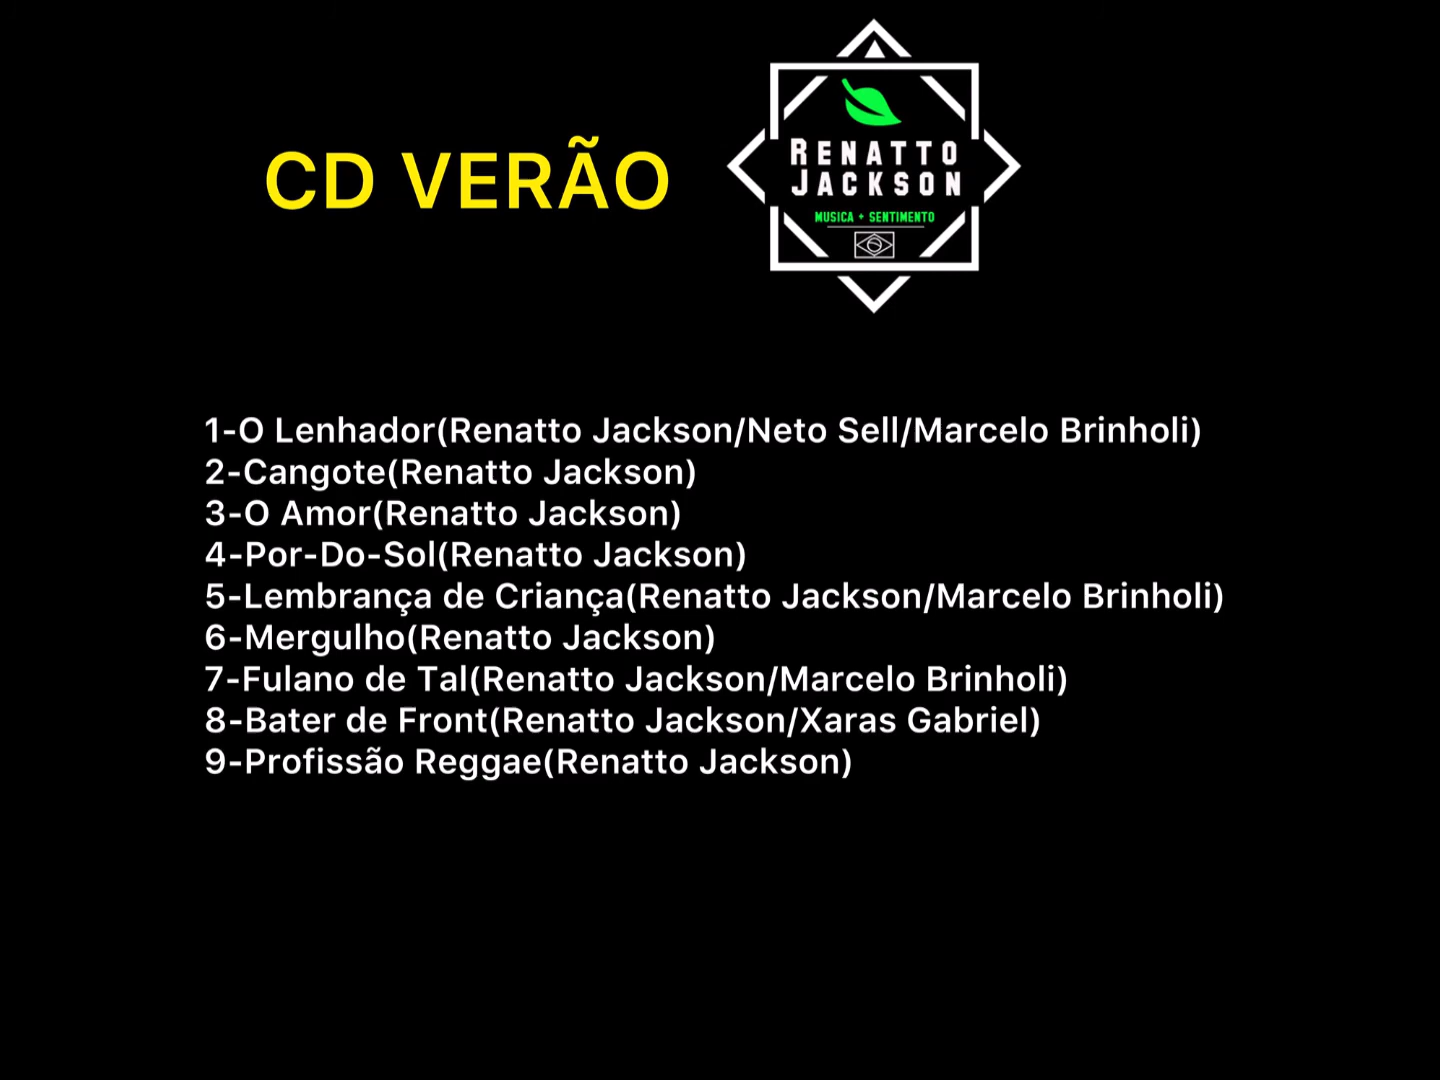 CD VERÃO
RENATTO
JACKSON
MUSICA + SENTIMENTO
1-O Lenhador(Renatto Jackson/Neto Sell/Marcelo Brinholi)
2-Cangote(Renatto Jackson)
3-O Amor(Renatto Jackson)
4-Por-Do-Sol(Renatto Jackson)
5-Lembrança de Criança(Renatto Jackson/Marcelo Brinholi)
6-Mergulho(Renatto Jackson)
7-Fulano de Tal(Renatto Jackson/Marcelo Brinholi)
8-Bater de Front(Renatto Jackson/Xaras Gabriel)
9-Profissão Reggae(Renatto Jackson)